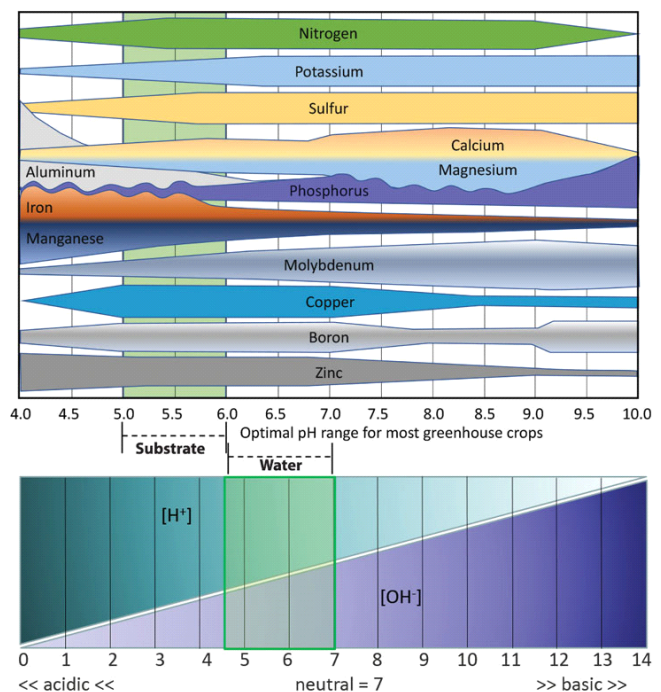 Nitrogen
Potassium
Sulfur
Calcium
Aluminum
Magnesium
Phosphorus
Iron
Manganese
Molybdenum
Copper
Boron
Zinc
4.0 4.5 5.0 5.5 6.0 6.5 7.0 7.5 8.0 8.5 9.0 9.5 10.0
Optimal pH range for most greenhouse crops
Substrate
Water
[H⁺]
[OH⁻]
0 1 2 3 4 5 6 7 8 9 10 11 12 13 14
<< acidic << neutral = 7 >> basic >>